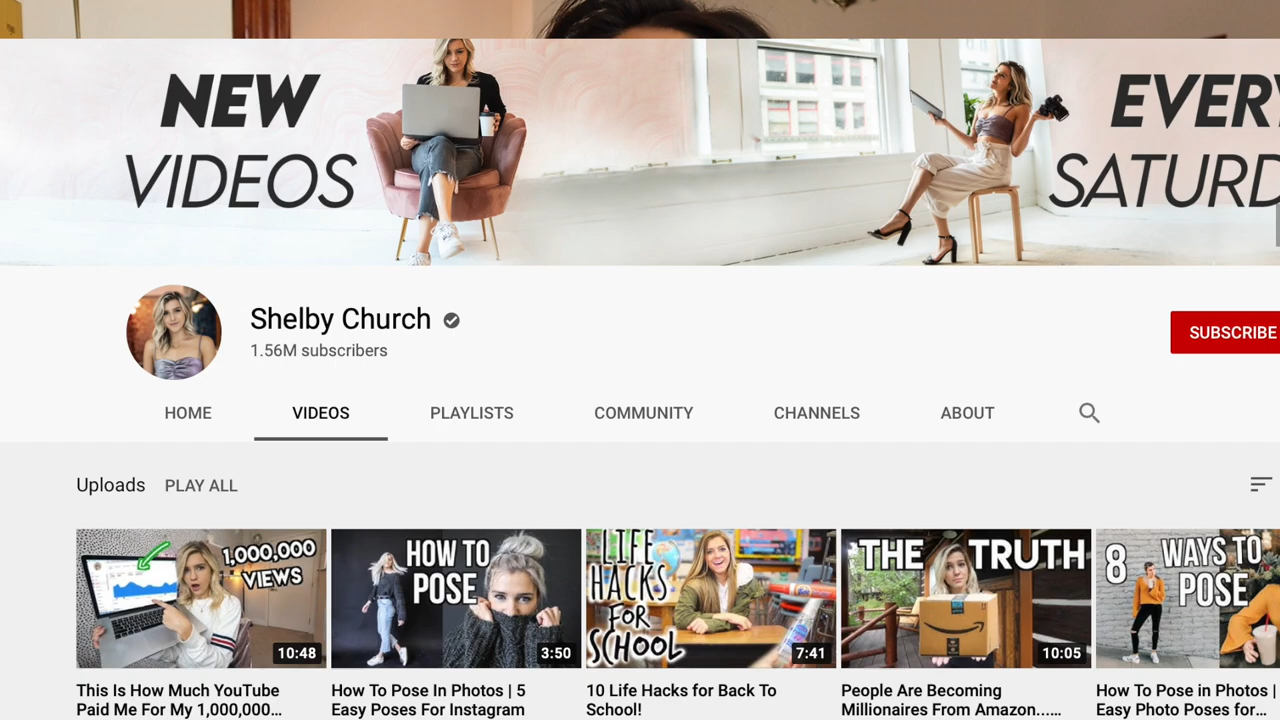 NEW
VIDEOS
EVERY
SATURD
Shelby Church
1.56M subscribers
SUBSCRIBE
HOME VIDEOS PLAYLISTS COMMUNITY CHANNELS ABOUT
Uploads PLAY ALL
1,000,000
VIEWS
10:48
HOW TO
POSE
3:50
LIFE
HACKS
FOR
SCHOOL
7:41
THE TRUTH
10:05
8 WAYS TO
POSE
This Is How Much YouTube
Paid Me For My 1,000,000...
How To Pose In Photos | 5
Easy Poses For Instagram
10 Life Hacks for Back To
School!
People Are Becoming
Millionaires From Amazon......
How To Pose in Photos |
Easy Photo Poses for...